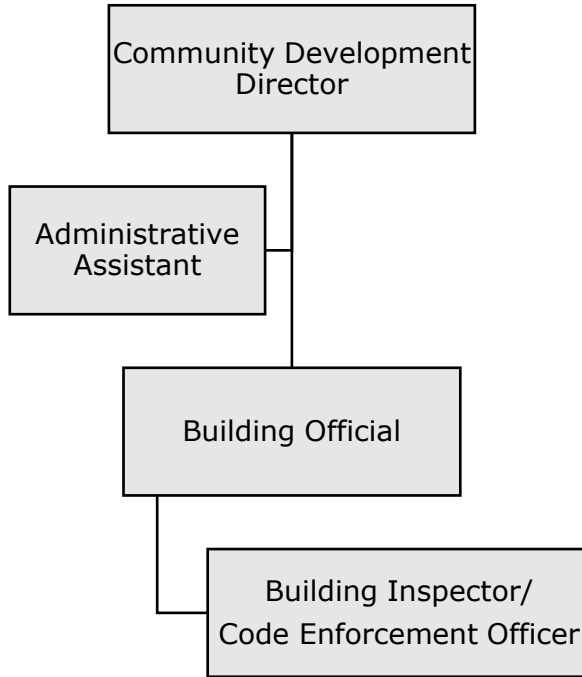 Community Development
Director
Administrative
Assistant
Building Official
Building Inspector/
Code Enforcement Officer